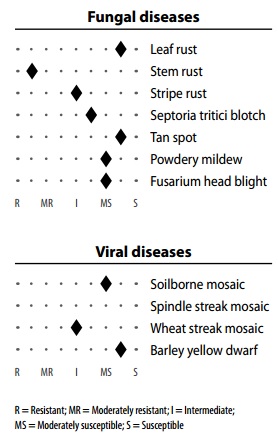 Fungal diseases
Leaf rust
Stem rust
Stripe rust
Septoria tritici blotch
Tan spot
Powdery mildew
Fusarium head blight
R MR I MS S
Viral diseases
Soilborne mosaic
Spindle streak mosaic
Wheat streak mosaic
Barley yellow dwarf
R MR I MS S
R = Resistant; MR = Moderately resistant; I = Intermediate;
MS = Moderately susceptible; S = Susceptible